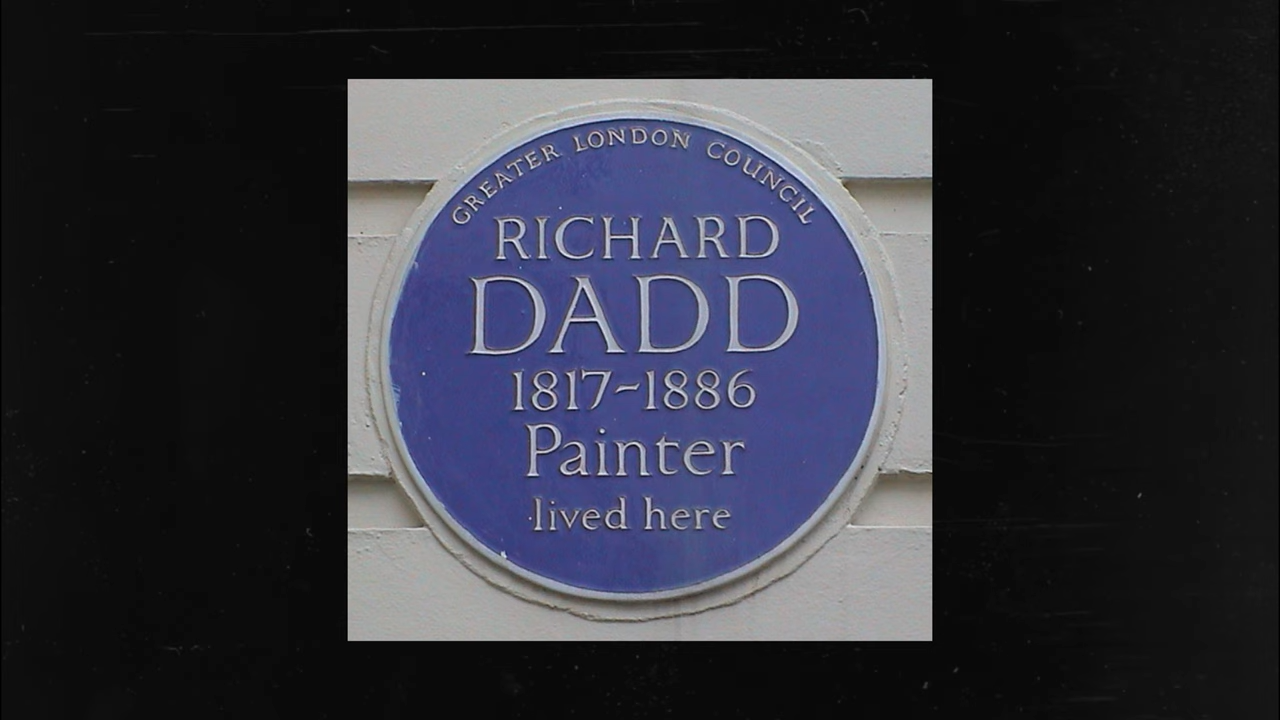 GREATER LONDON COUNCIL
RICHARD
DADD
1817~1886
Painter
lived here